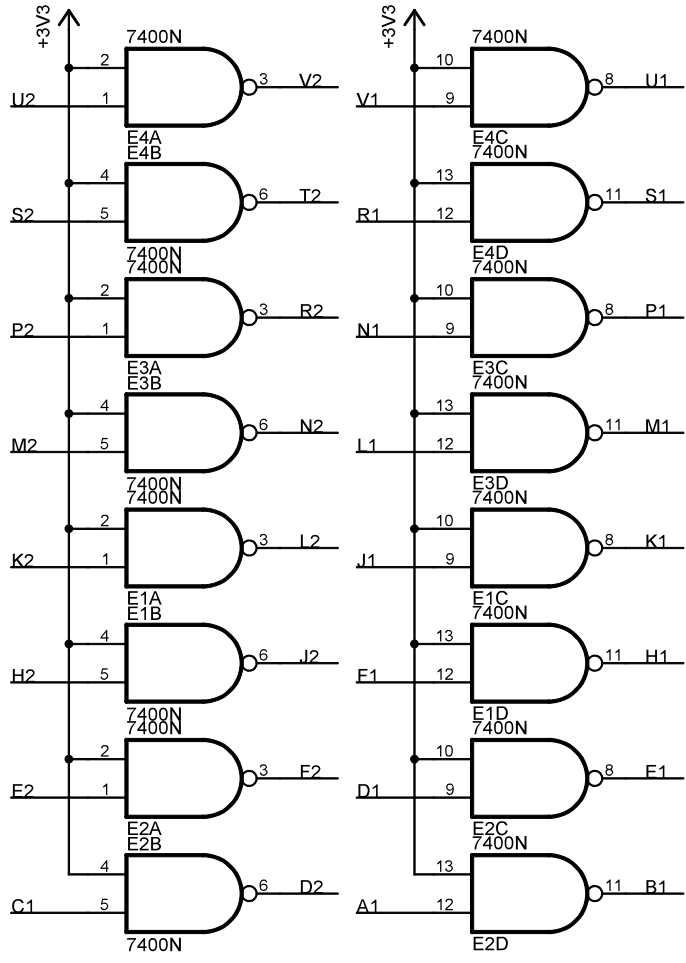 +3V3
7400N
2
3 V2
U2 1
E4A
E4B
4
6 T2
S2 5
7400N
7400N
2
3 R2
P2 1
E3A
E3B
4
6 N2
M2 5
7400N
7400N
2
3 L2
K2 1
E1A
E1B
4
6 J2
H2 5
7400N
7400N
2
3 F2
E2 1
E2A
E2B
4
6 D2
C1 5
7400N
+3V3
7400N
10
8 U1
V1 9
E4C
7400N
13
11 S1
R1 12
E4D
7400N
10
8 P1
N1 9
E3C
7400N
13
11 M1
L1 12
E3D
7400N
10
8 K1
J1 9
E1C
7400N
13
11 H1
F1 12
E1D
7400N
10
8 E1
D1 9
E2C
7400N
13
11 B1
A1 12
E2D